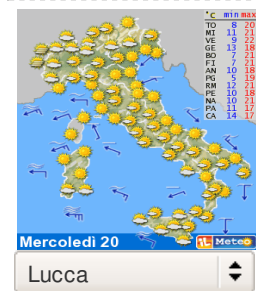 °C min max
TO 8 20
MI 11 21
VE 9 22
GE 13 18
BO 7 21
FI 7 21
AN 10 18
PG 5 19
RM 12 21
PE 10 18
NA 10 21
PA 11 17
CA 14 17
Mercoledì 20
iL Meteo
Lucca